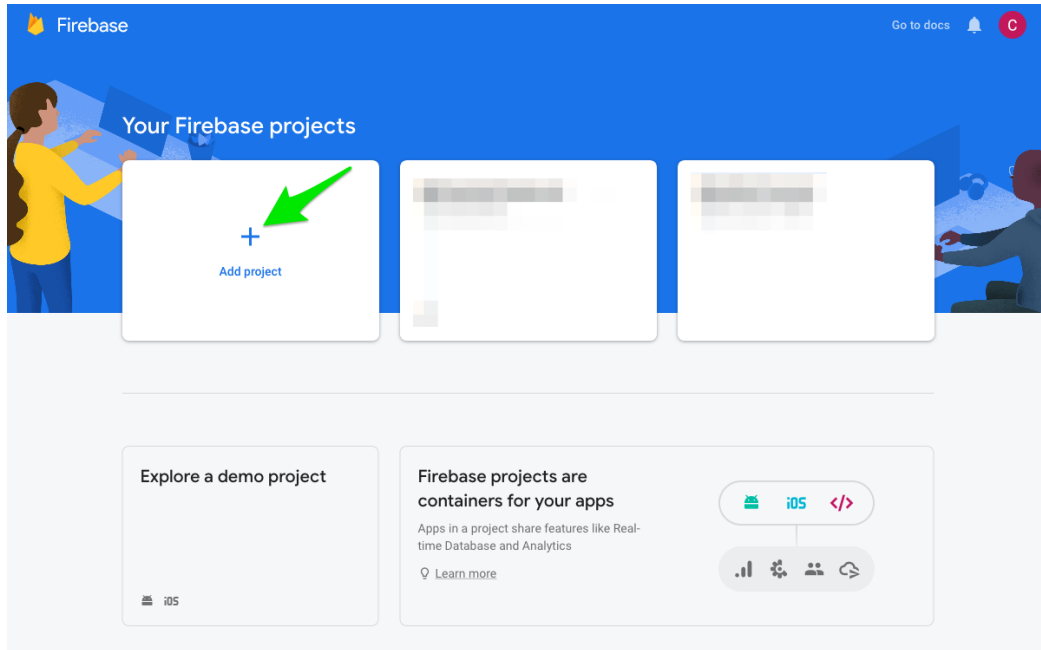 Firebase
Go to docs
C
Your Firebase projects
Add project
Explore a demo project
iOS
Firebase projects are
containers for your apps
Apps in a project share features like Real-
time Database and Analytics
Learn more
iOS </>